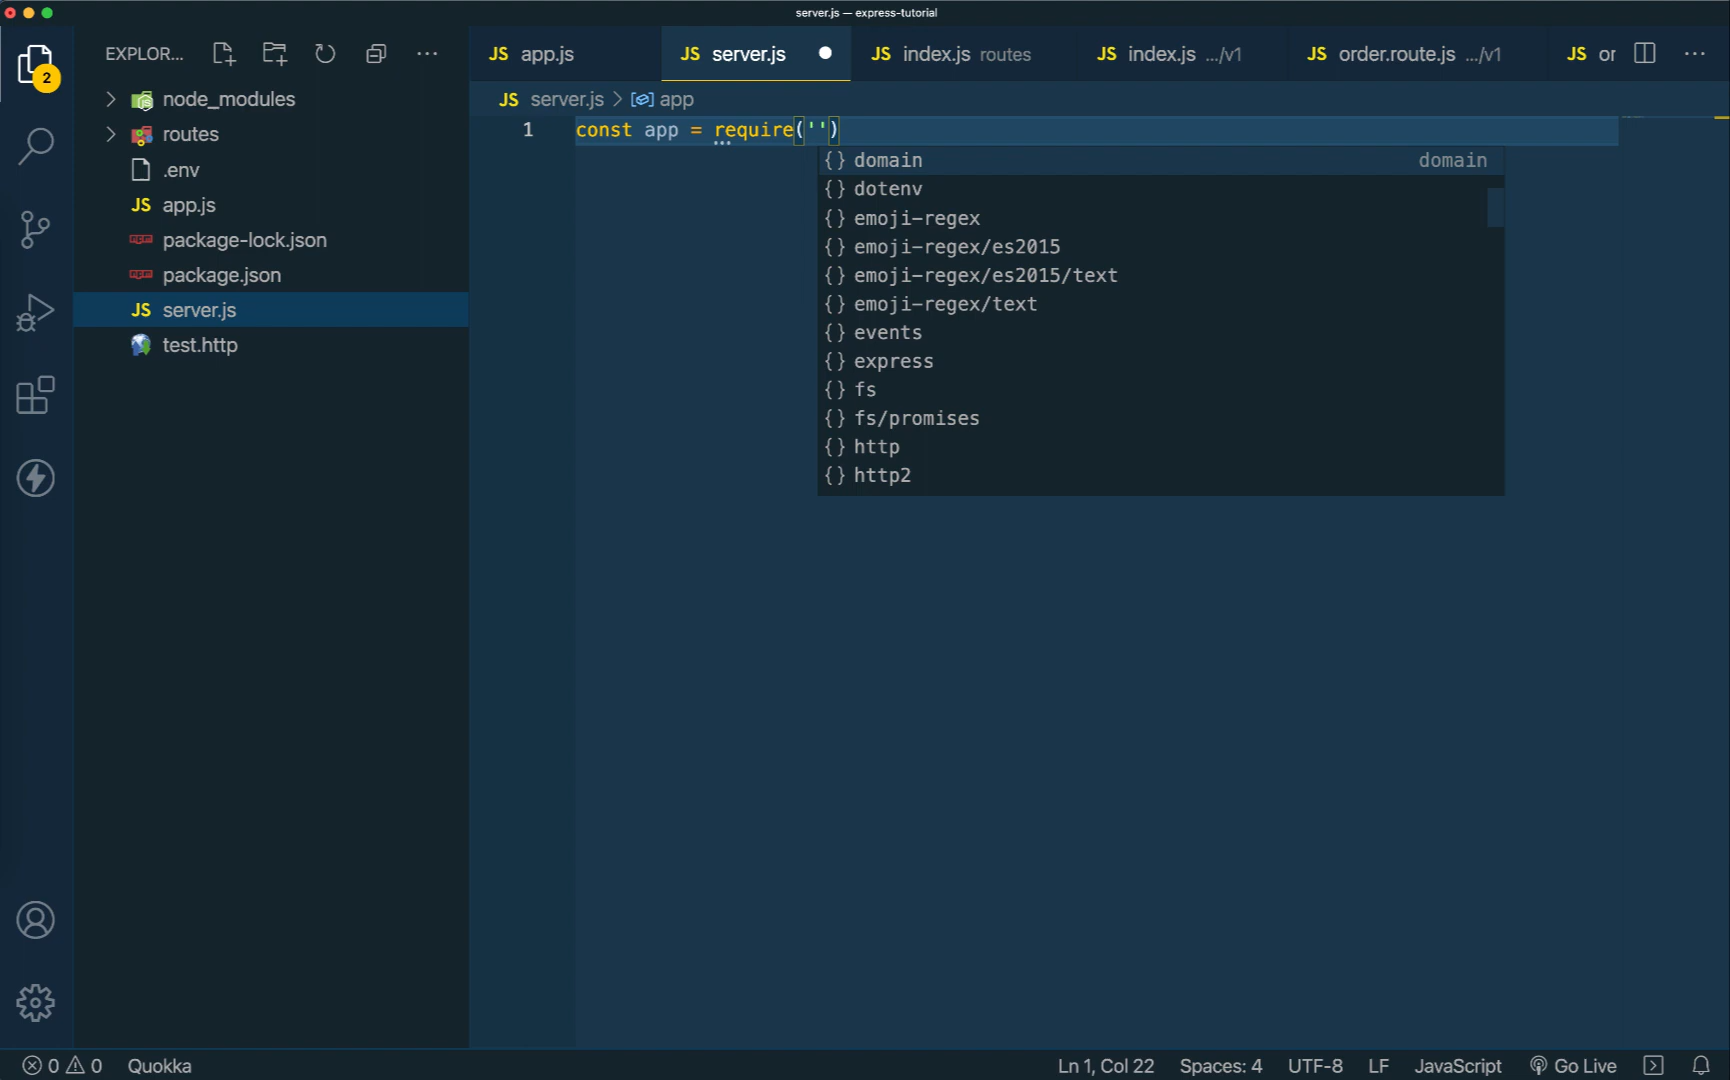 server.js — express-tutorial
EXPLOR...
JS app.js
JS server.js
JS index.js routes
JS index.js .../v1
JS order.route.js .../v1
JS or
2
node_modules
routes
.env
JS app.js
package-lock.json
package.json
JS server.js
test.http
JS server.js > app
1 const app = require('')
{} domain domain
{} dotenv
{} emoji-regex
{} emoji-regex/es2015
{} emoji-regex/es2015/text
{} emoji-regex/text
{} events
{} express
{} fs
{} fs/promises
{} http
{} http2
0 0 Quokka Ln 1, Col 22 Spaces: 4 UTF-8 LF JavaScript Go Live